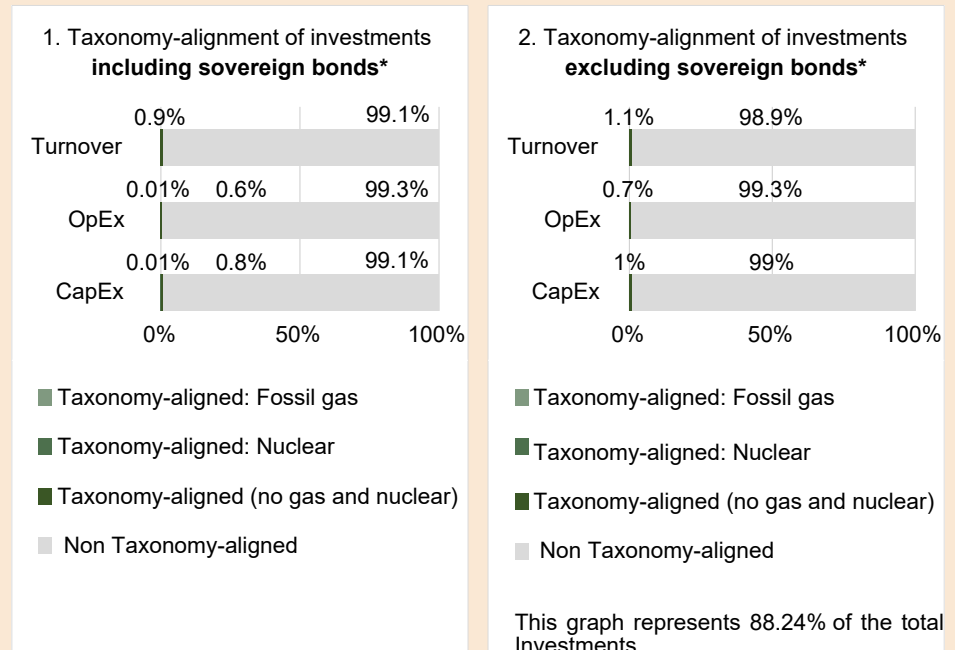 1. Taxonomy-alignment of investments
including sovereign bonds*
0.9% 99.1%
Turnover
0.01% 0.6% 99.3%
OpEx
0.01% 0.8% 99.1%
CapEx
0% 50% 100%
Taxonomy-aligned: Fossil gas
Taxonomy-aligned: Nuclear
Taxonomy-aligned (no gas and nuclear)
Non Taxonomy-aligned
2. Taxonomy-alignment of investments
excluding sovereign bonds*
1.1% 98.9%
Turnover
0.7% 99.3%
OpEx
1% 99%
CapEx
0% 50% 100%
Taxonomy-aligned: Fossil gas
Taxonomy-aligned: Nuclear
Taxonomy-aligned (no gas and nuclear)
Non Taxonomy-aligned
This graph represents 88.24% of the total
Investments